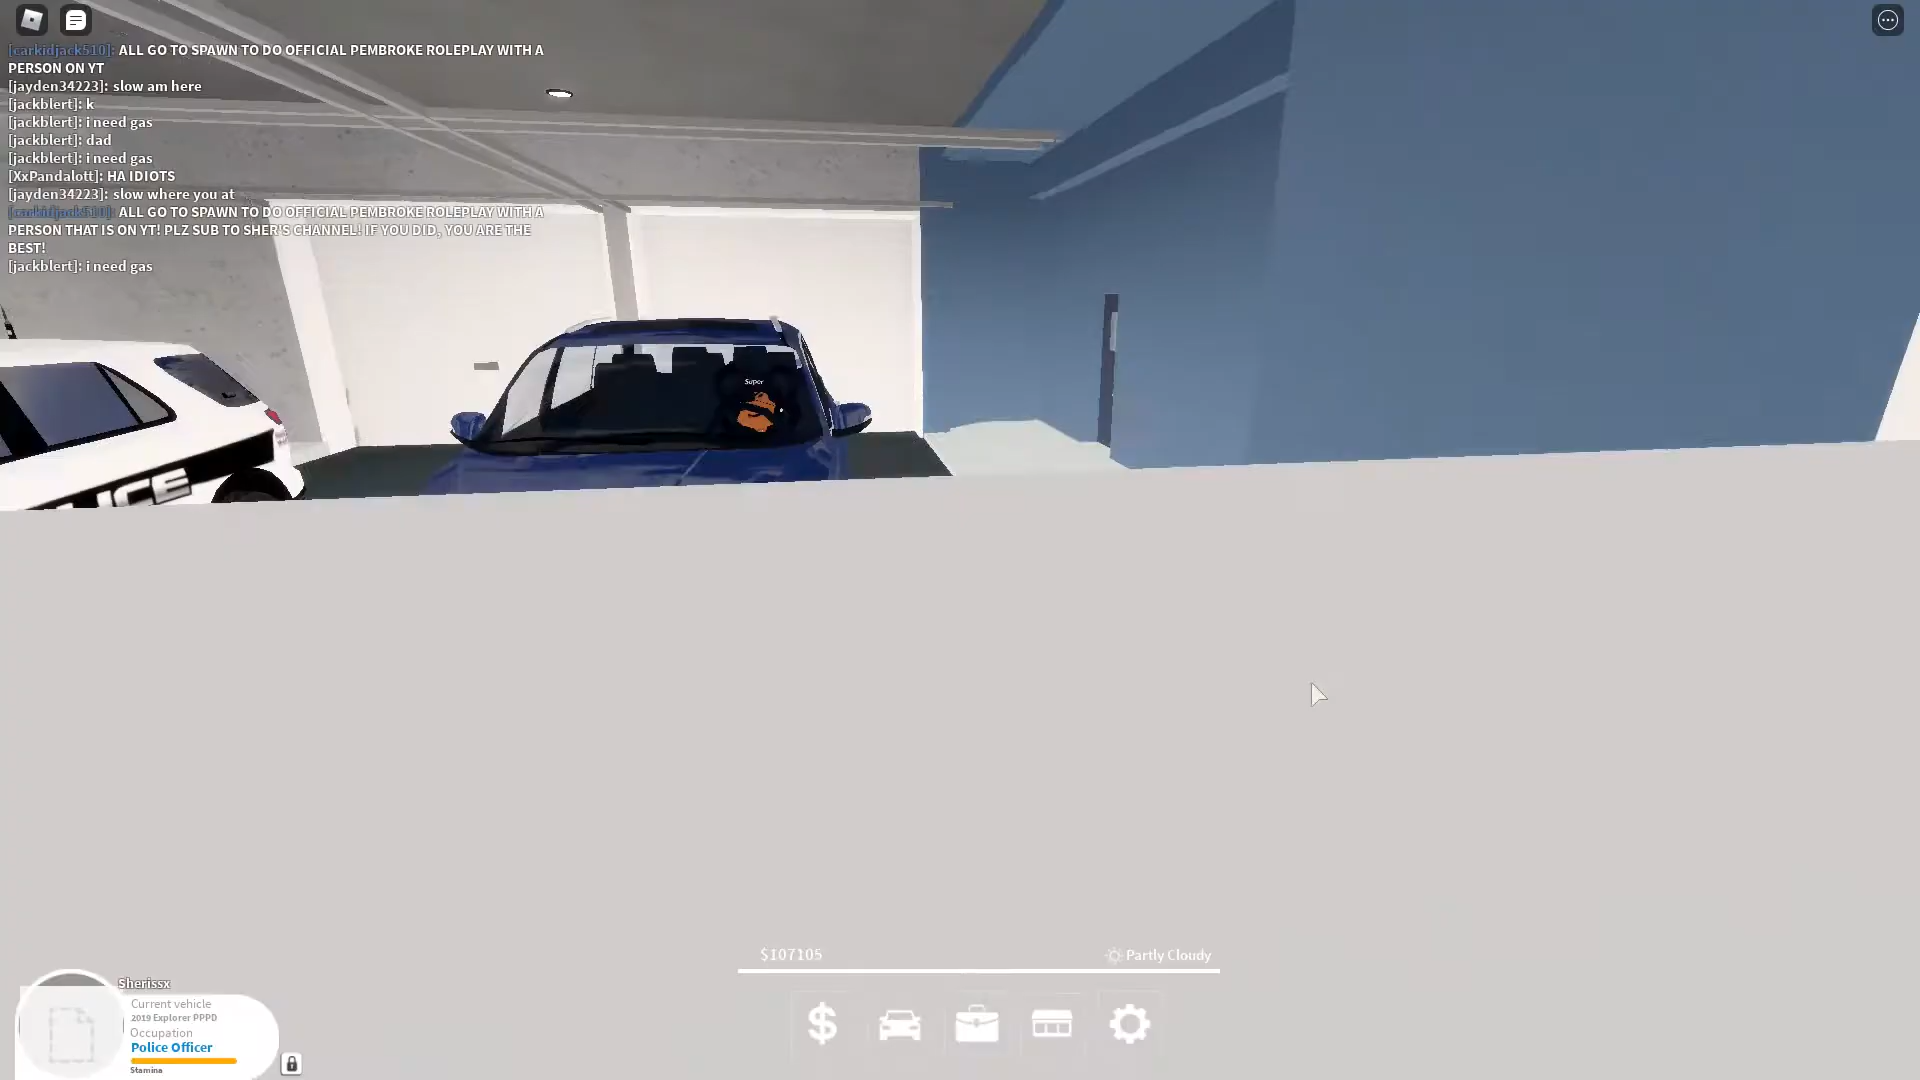 [carkidjack510]: ALL GO TO SPAWN TO DO OFFICIAL PEMBROKE ROLEPLAY WITH A
PERSON ON YT
[jayden34223]: slow am here
[jackblert]: k
[jackblert]: i need gas
[jackblert]: dad
[jackblert]: i need gas
[XxPandalott]: HA IDIOTS
[jayden34223]: slow where you at
[carkidjack510]: ALL GO TO SPAWN TO DO OFFICIAL PEMBROKE ROLEPLAY WITH A
PERSON THAT IS ON YT! PLZ SUB TO SHER'S CHANNEL! IF YOU DID, YOU ARE THE
BEST!
[jackblert]: i need gas
Super
LICE
$107105
Partly Cloudy
Sherissx
Current vehicle
2019 Explorer PPPD
Occupation
Police Officer
Stamina